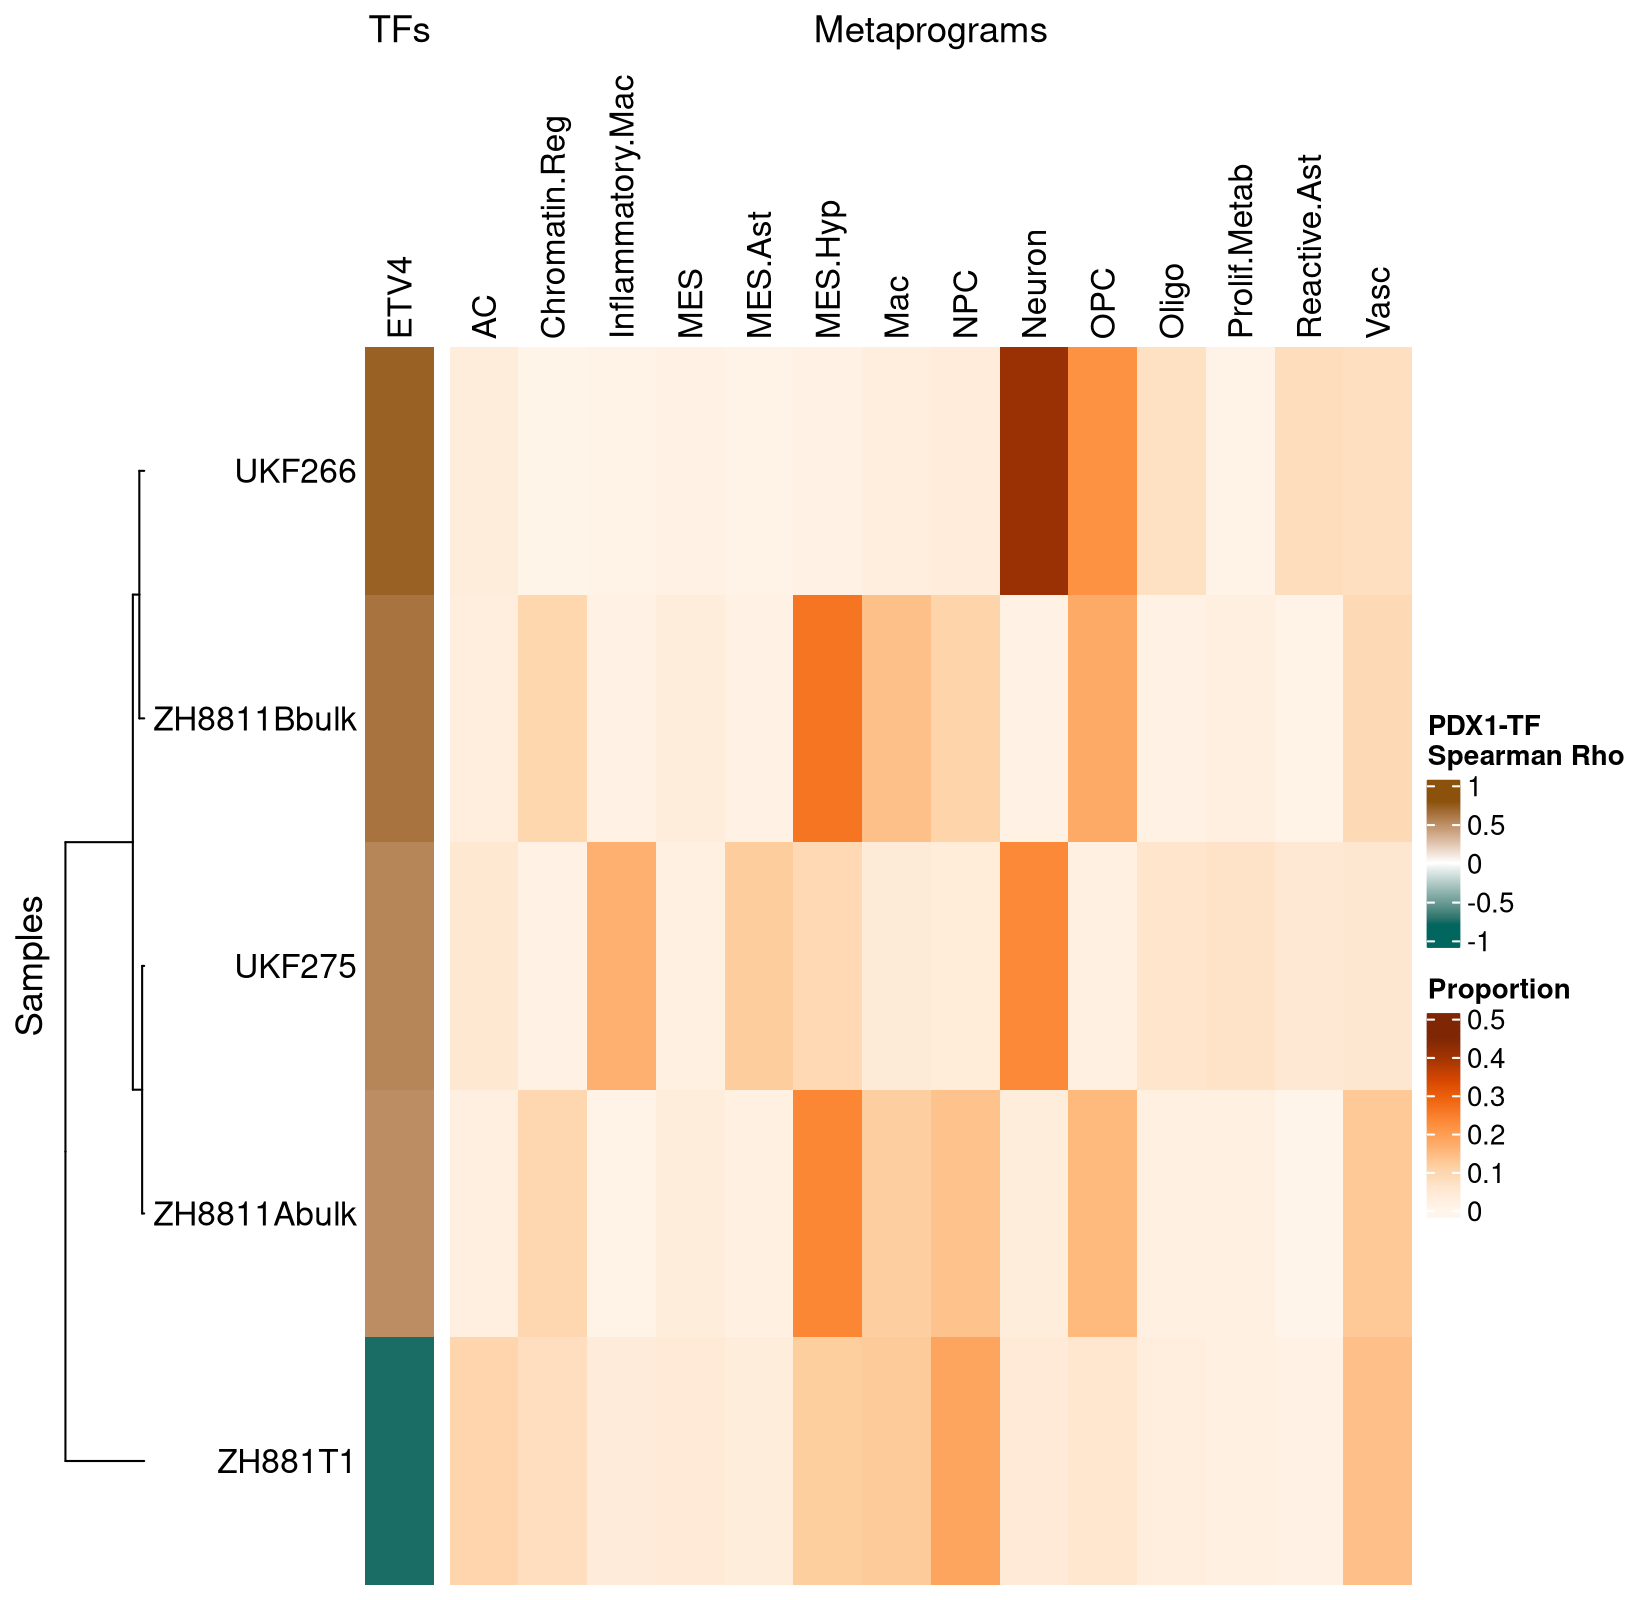 TFs
Metaprograms
ETV4
AC
Chromatin.Reg
Inflammatory.Mac
MES
MES.Ast
MES.Hyp
Mac
NPC
Neuron
OPC
Oligo
Prolif.Metab
Reactive.Ast
Vasc
Samples
UKF266
ZH8811Bbulk
UKF275
ZH8811Abulk
ZH881T1
PDX1-TF
Spearman Rho
1
0.5
0
-0.5
-1
Proportion
0.5
0.4
0.3
0.2
0.1
0